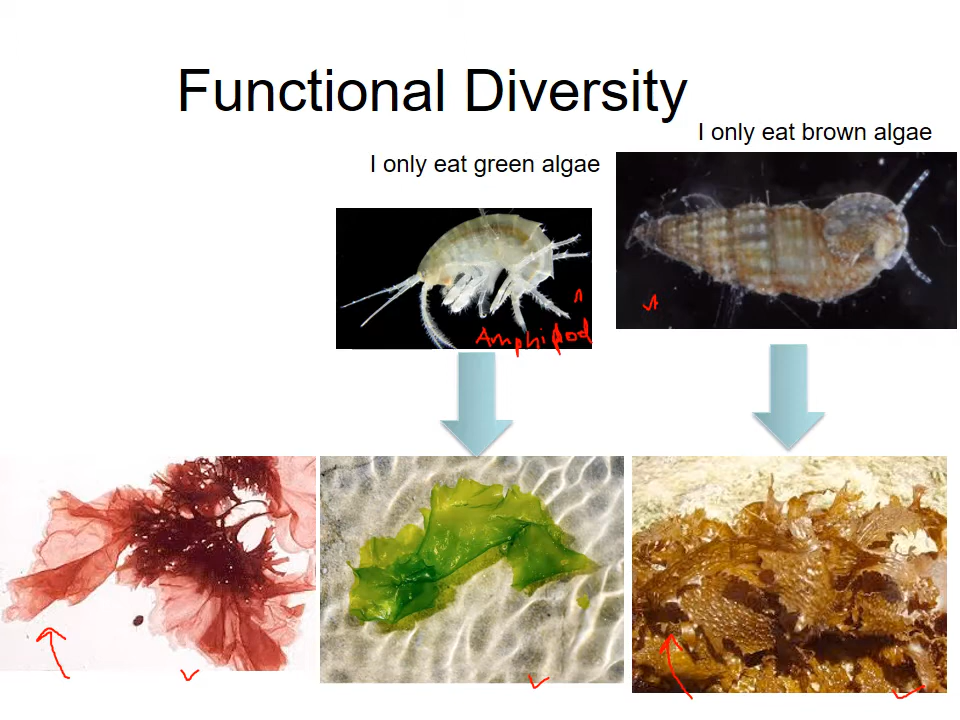 Functional Diversity
I only eat brown algae
I only eat green algae
Amphipod